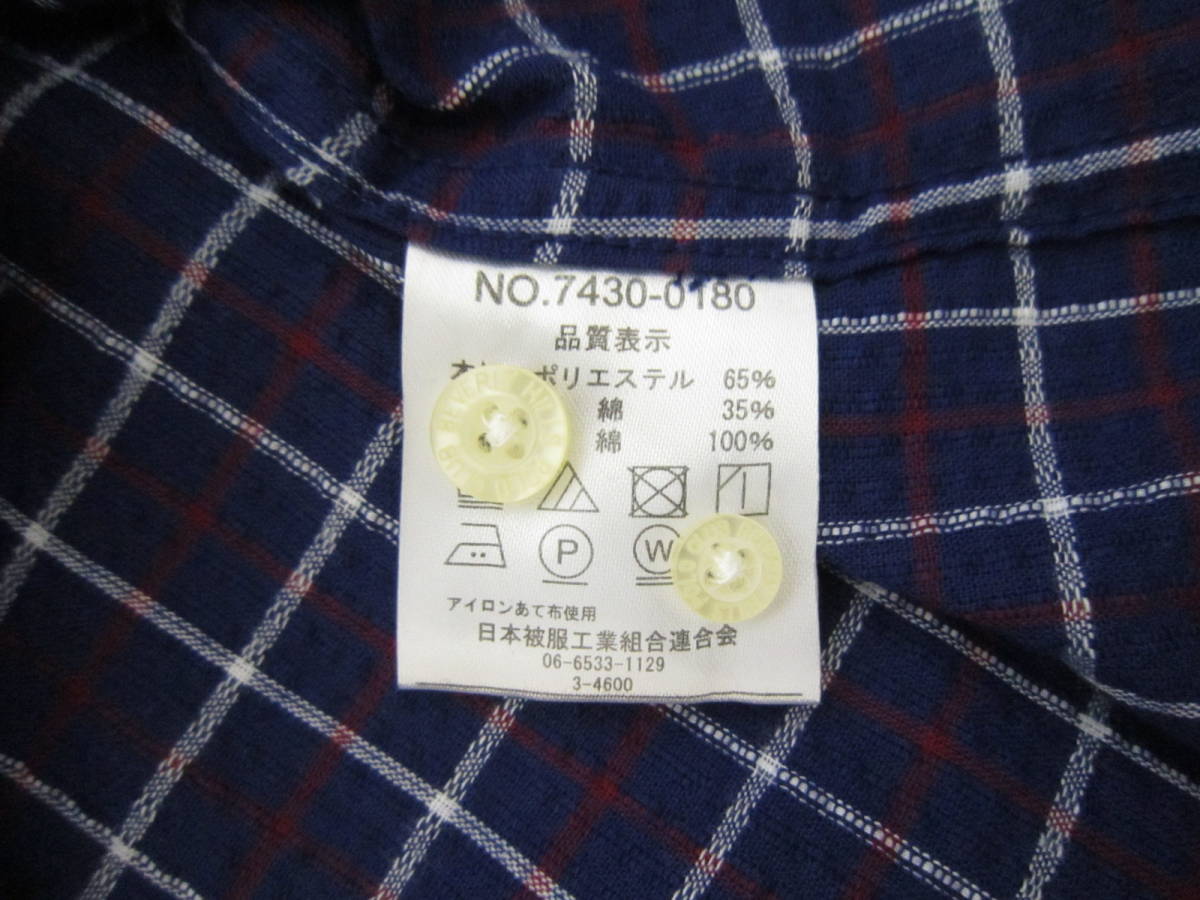 NO.7430-0180
品質表示
ポリエステル 65%
綿 35%
綿 100%
P W
アイロンあて布使用
日本被服工業組合連合会
06-6533-1129
3-4600